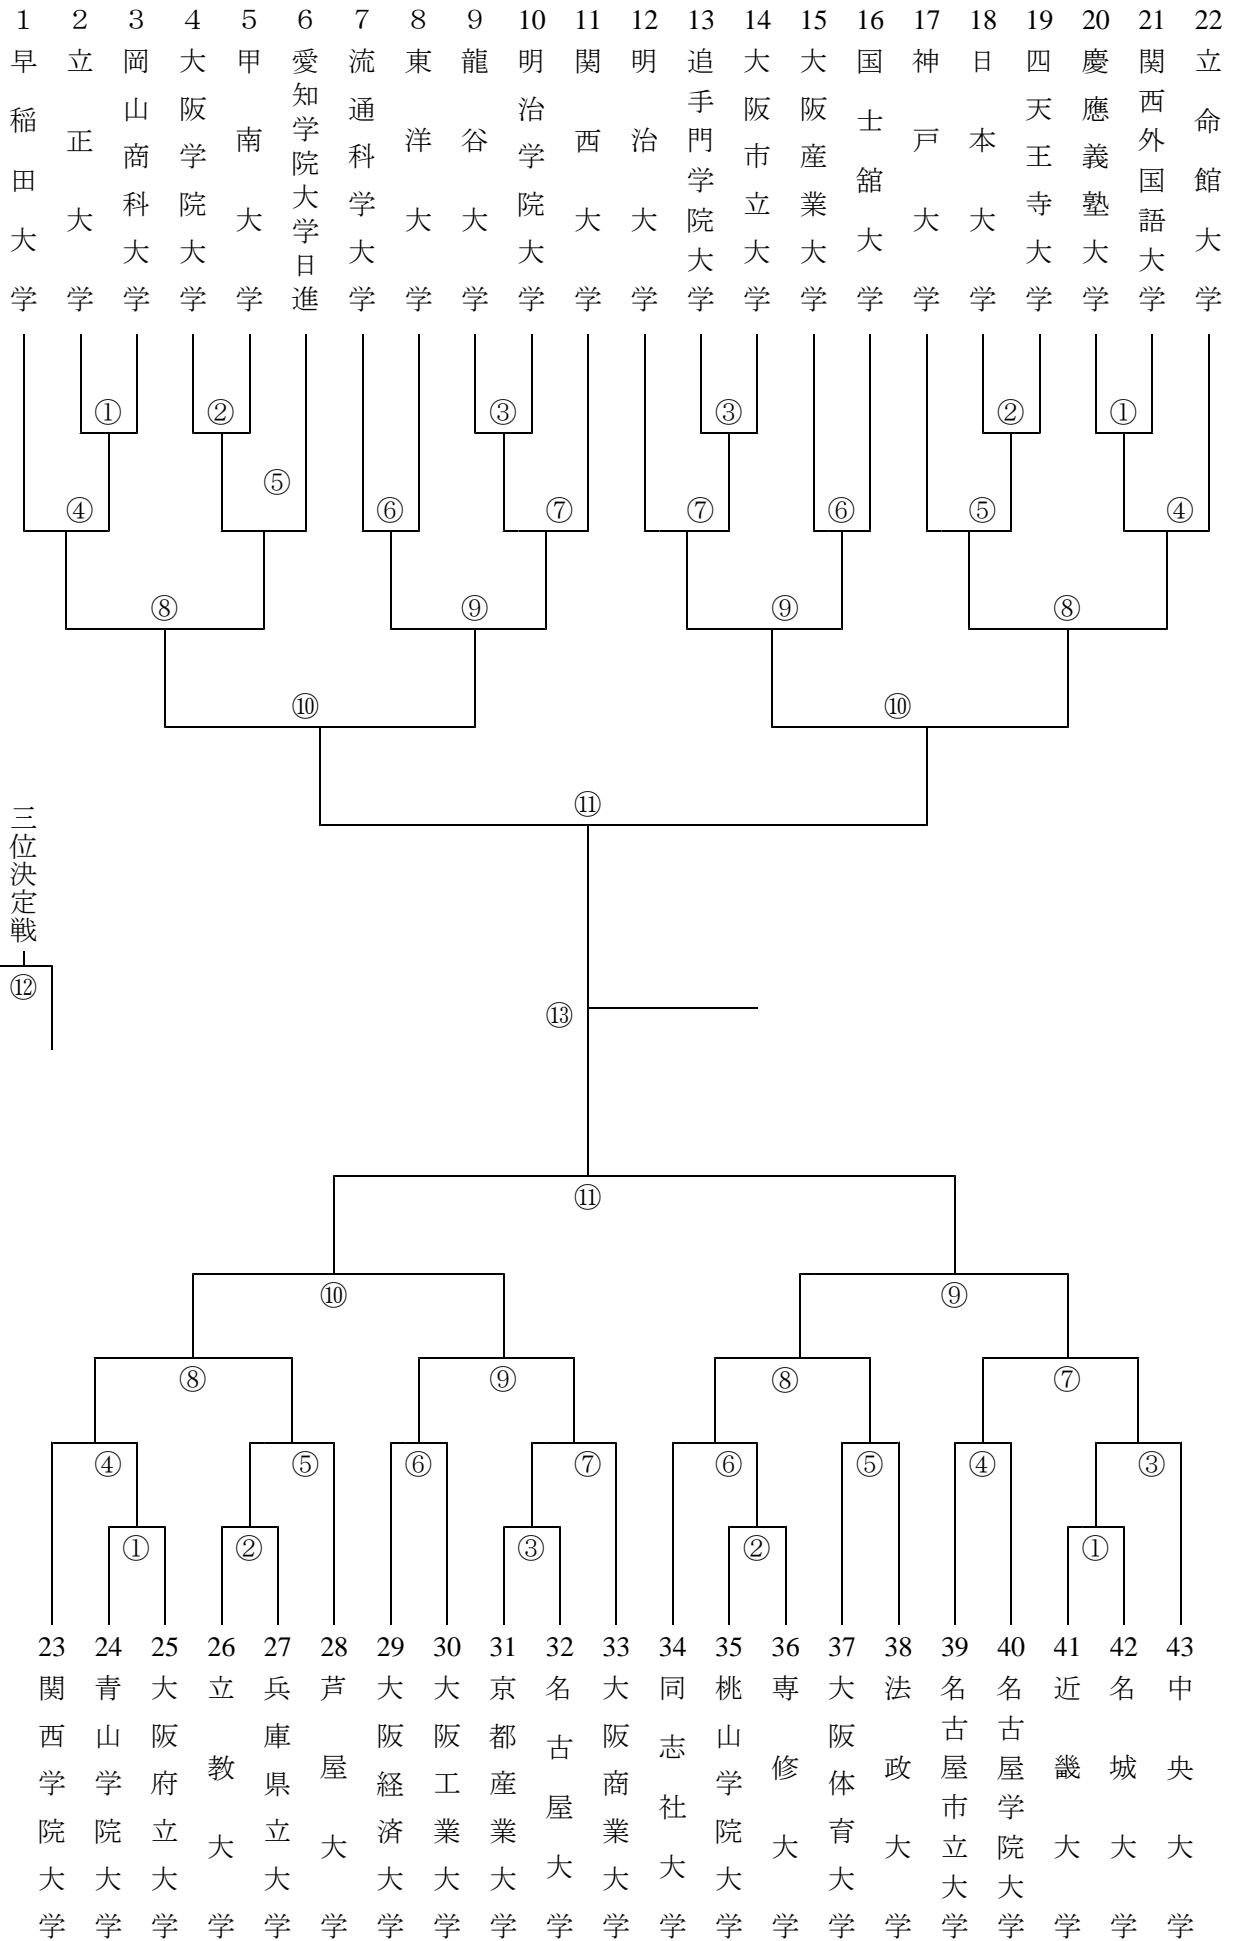 1 早稲田大学
2 立正大学
3 岡山商科大学
4 大阪学院大学
5 甲南大学
6 愛知学院大学日進
7 流通科学大学
8 東洋大学
9 龍谷大学
10 明治学院大学
11 関西大学
12 明治大学
13 追手門学院大学
14 大阪市立大学
15 大阪産業大学
16 国士舘大学
17 神戸大学
18 日本大学
19 四天王寺大学
20 慶應義塾大学
21 関西外国語大学
22 立命館大学
① ② ③ ③ ② ①
⑤
④ ⑥ ⑦ ⑦ ⑥ ⑤ ④
⑧ ⑨ ⑨ ⑧
⑩ ⑩
⑪
三位決定戦
⑫
⑬
⑪
⑩ ⑨
⑧ ⑨ ⑧ ⑦
④ ⑤ ⑥ ⑦ ⑥ ⑤ ④ ③
① ② ③ ② ①
23 関西学院大学
24 青山学院大学
25 大阪府立大学
26 立教大学
27 兵庫県立大学
28 芦屋大学
29 大阪経済大学
30 大阪工業大学
31 京都産業大学
32 名古屋大学
33 大阪商業大学
34 同志社大学
35 桃山学院大学
36 専修大学
37 大阪体育大学
38 法政大学
39 名古屋市立大学
40 名古屋学院大学
41 近畿大学
42 名城大学
43 中央大学